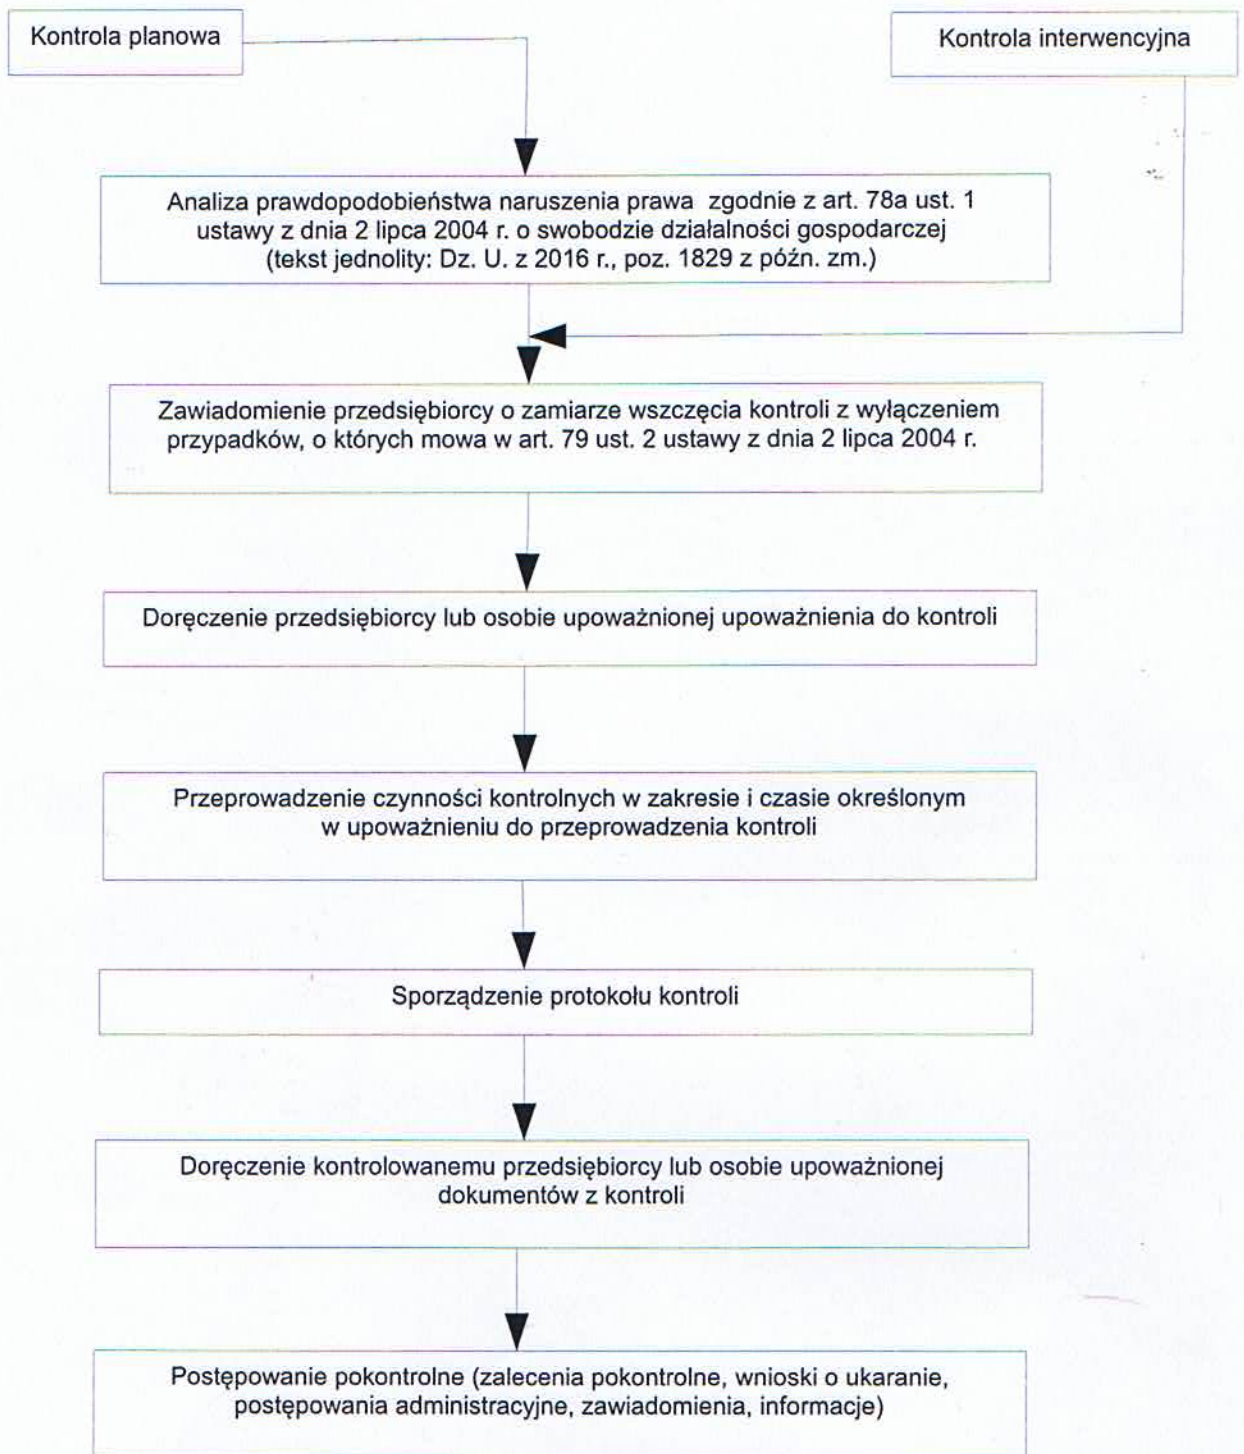 Kontrola planowa
Kontrola interwencyjna
Analiza prawdopodobieństwa naruszenia prawa zgodnie z art. 78a ust. 1
ustawy z dnia 2 lipca 2004 r. o swobodzie działalności gospodarczej
(tekst jednolity: Dz. U. z 2016 r., poz. 1829 z późn. zm.)
Zawiadomienie przedsiębiorcy o zamiarze wszczęcia kontroli z wyłączeniem
przypadków, o których mowa w art. 79 ust. 2 ustawy z dnia 2 lipca 2004 r.
Doręczenie przedsiębiorcy lub osobie upoważnionej upoważnienia do kontroli
Przeprowadzenie czynności kontrolnych w zakresie i czasie określonym
w upoważnieniu do przeprowadzenia kontroli
Sporządzenie protokołu kontroli
Doręczenie kontrolowanemu przedsiębiorcy lub osobie upoważnionej
dokumentów z kontroli
Postępowanie pokontrolne (zalecenia pokontrolne, wnioski o ukaranie,
postępowania administracyjne, zawiadomienia, informacje)